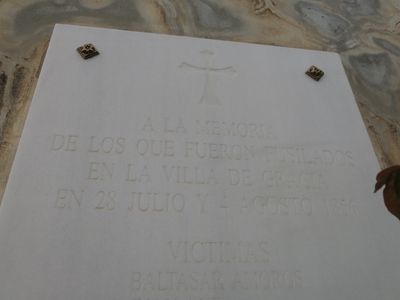 A LA MEMORIA
DE LOS QUE FUERON FUSILADOS
EN LA VILLA DE GRACIA
EN 28 JULIO Y 4 AGOSTO 1936
VICTIMAS
BALTASAR AMOROS